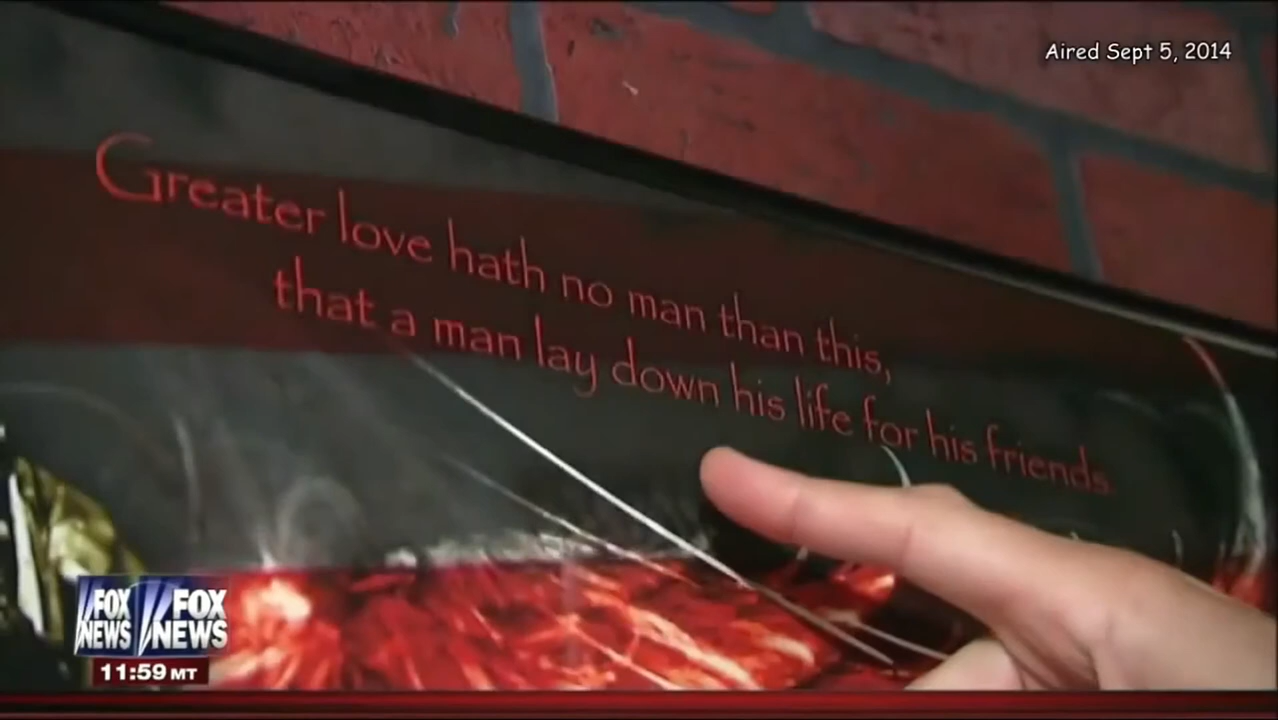 Aired Sept 5, 2014
Greater love hath no man than this,
that a man lay down his life for his friends.
FOX NEWS
FOX NEWS
11:59 MT